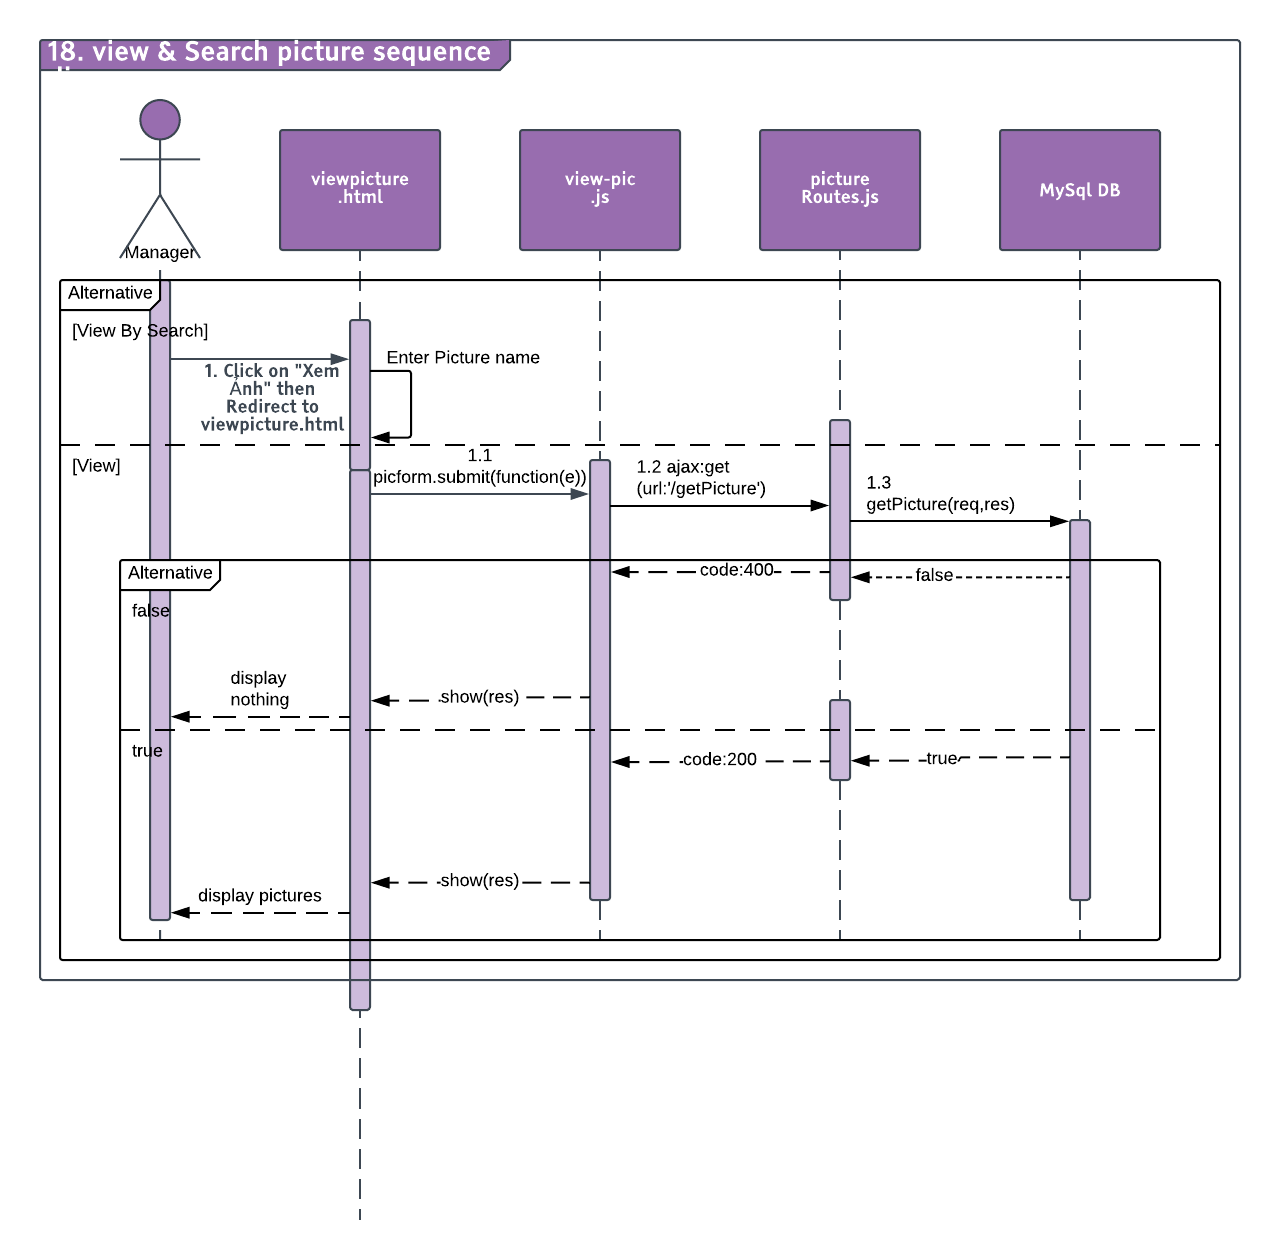 18. view & Search picture sequence
Manager
viewpicture
.html
view-pic
.js
picture
Routes.js
MySql DB
Alternative
[View By Search]
1. Click on "Xem
Ảnh" then
Redirect to
viewpicture.html
Enter Picture name
[View]
1.1
picform.submit(function(e))
1.2 ajax:get
(url:'/getPicture')
1.3
getPicture(req,res)
Alternative
code:400
false
false
display
nothing
show(res)
true
code:200
true
show(res)
display pictures